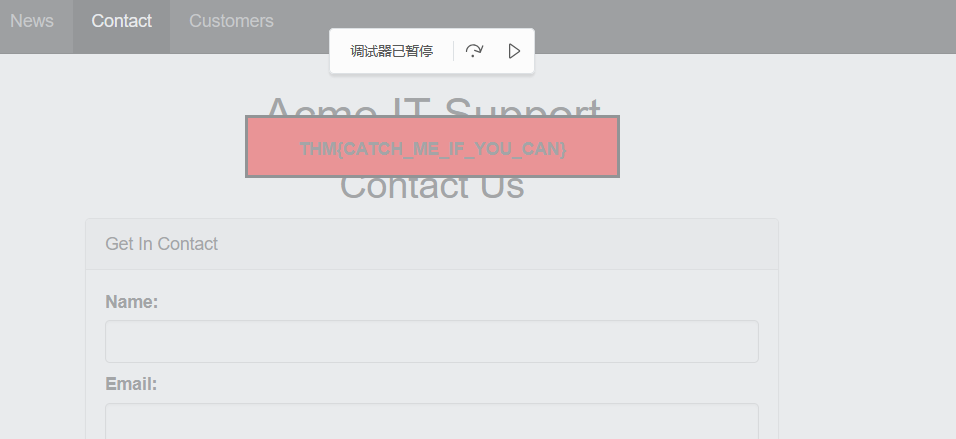 News Contact Customers
调试器已暂停
Acme IT Support
THM{CATCH_ME_IF_YOU_CAN}
Contact Us
Get In Contact
Name:
Email: